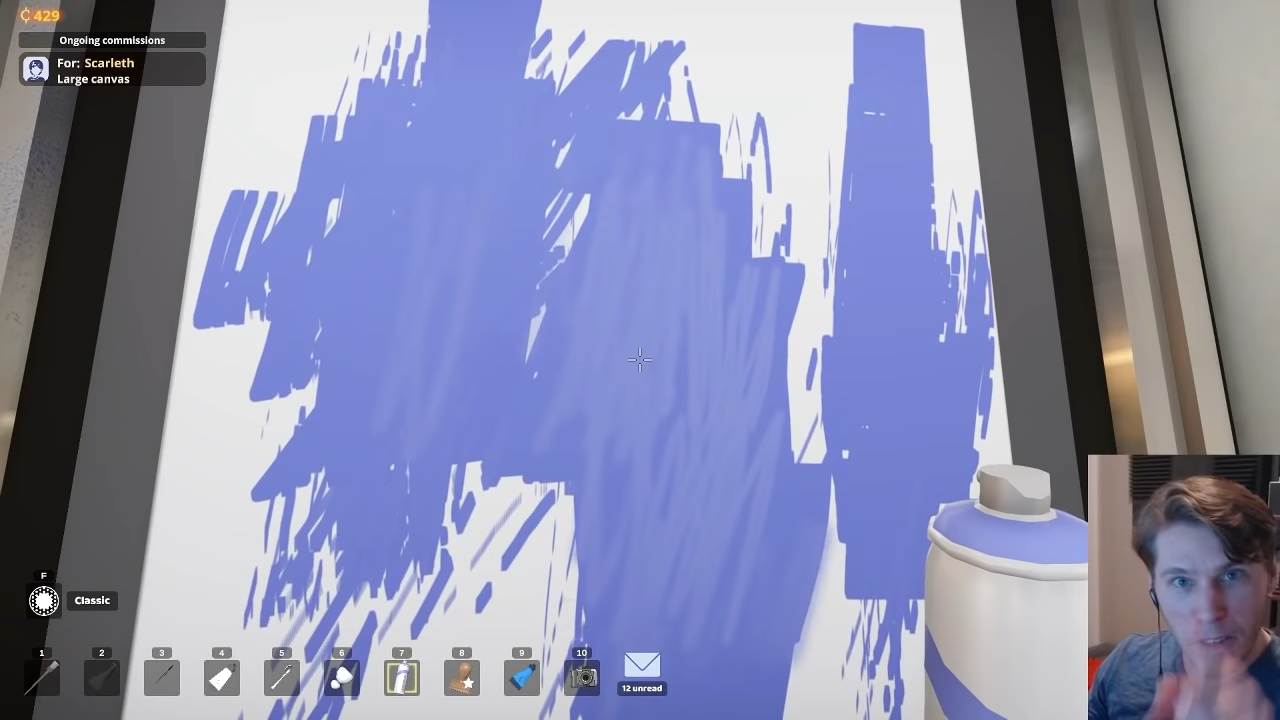 ₵ 429
Ongoing commissions
For: Scarleth
Large canvas
F
Classic
1 2 3 4 5 6 7 8 9 10
12 unread